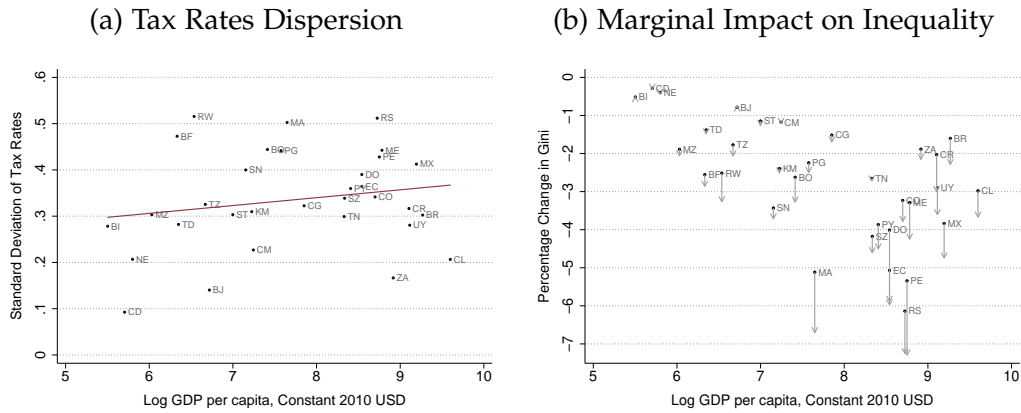 (a) Tax Rates Dispersion
Standard Deviation of Tax Rates
.6
.5
.4
.3
.2
.1
0
RW
MA
RS
BF
BO
PG
ME
PE
MX
SN
DO
EC
PY
CO
SZ
TZ
CG
CR
MZ
TD
ST
KM
TN
BR
BI
UY
CM
NE
CL
ZA
BJ
CD
5 6 7 8 9 10
Log GDP per capita, Constant 2010 USD
(b) Marginal Impact on Inequality
Percentage Change in Gini
0
−1
−2
−3
−4
−5
−6
−7
CD
BI
NE
BJ
ST
CM
TD
CG
BR
TZ
MZ
ZA
CR
PG
KM
BF
RW
BO
TN
UY
CL
SN
CO
ME
PY
DO
MX
SZ
MA
EC
PE
RS
5 6 7 8 9 10
Log GDP per capita, Constant 2010 USD